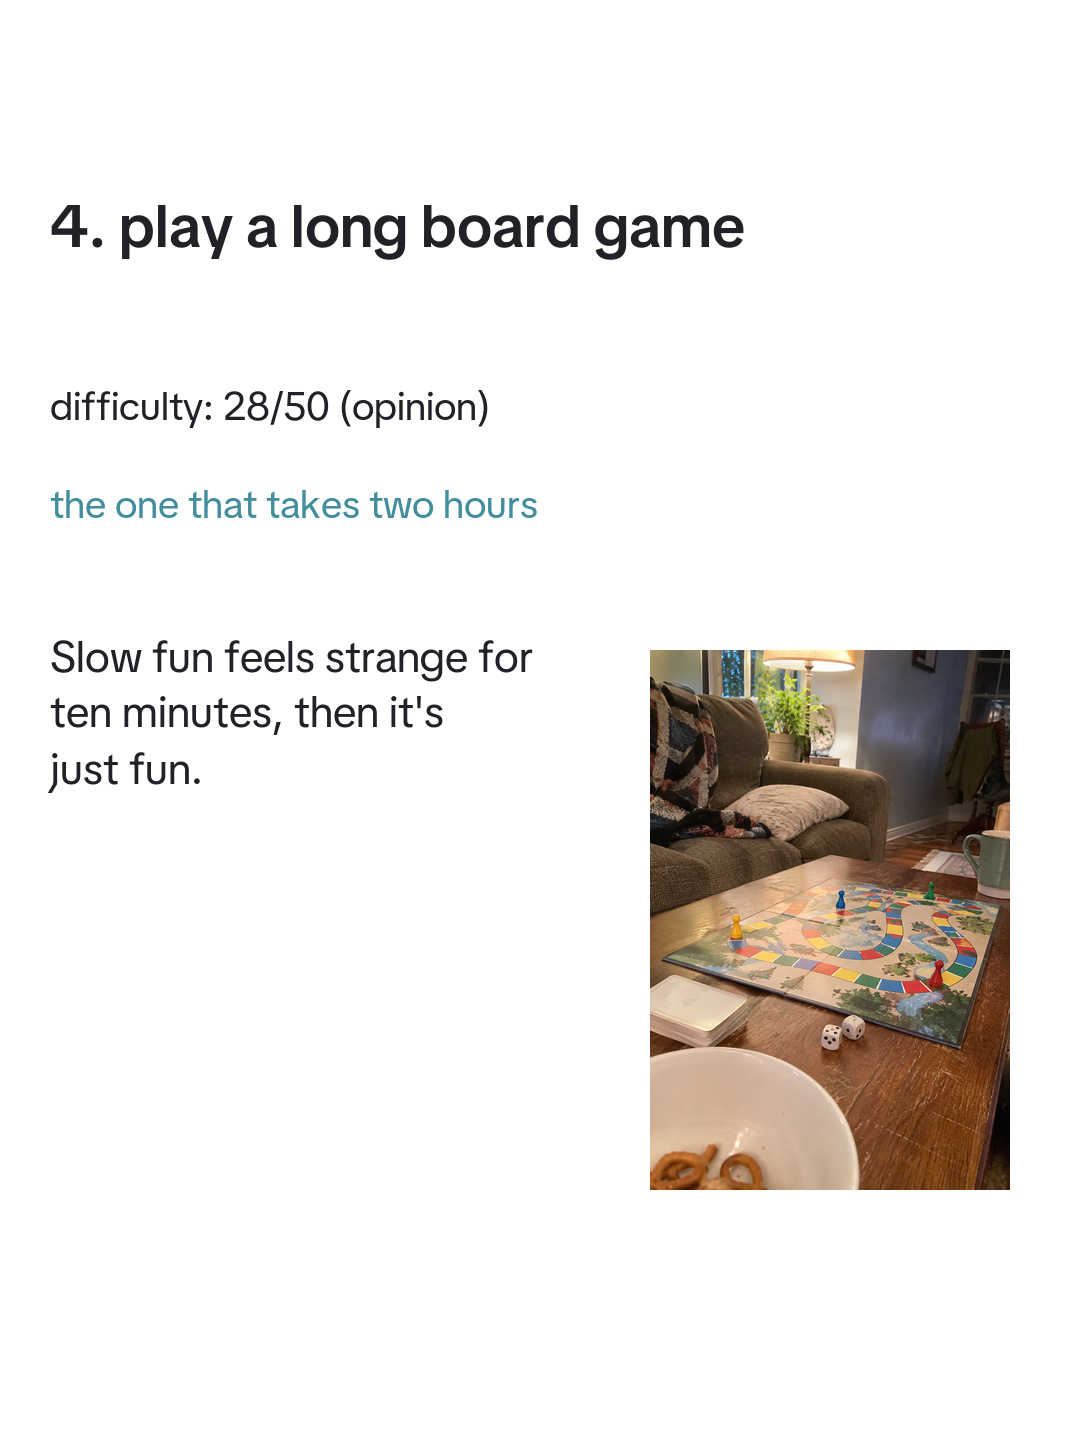 4. play a long board game
difficulty: 28/50 (opinion)
the one that takes two hours
Slow fun feels strange for
ten minutes, then it's
just fun.